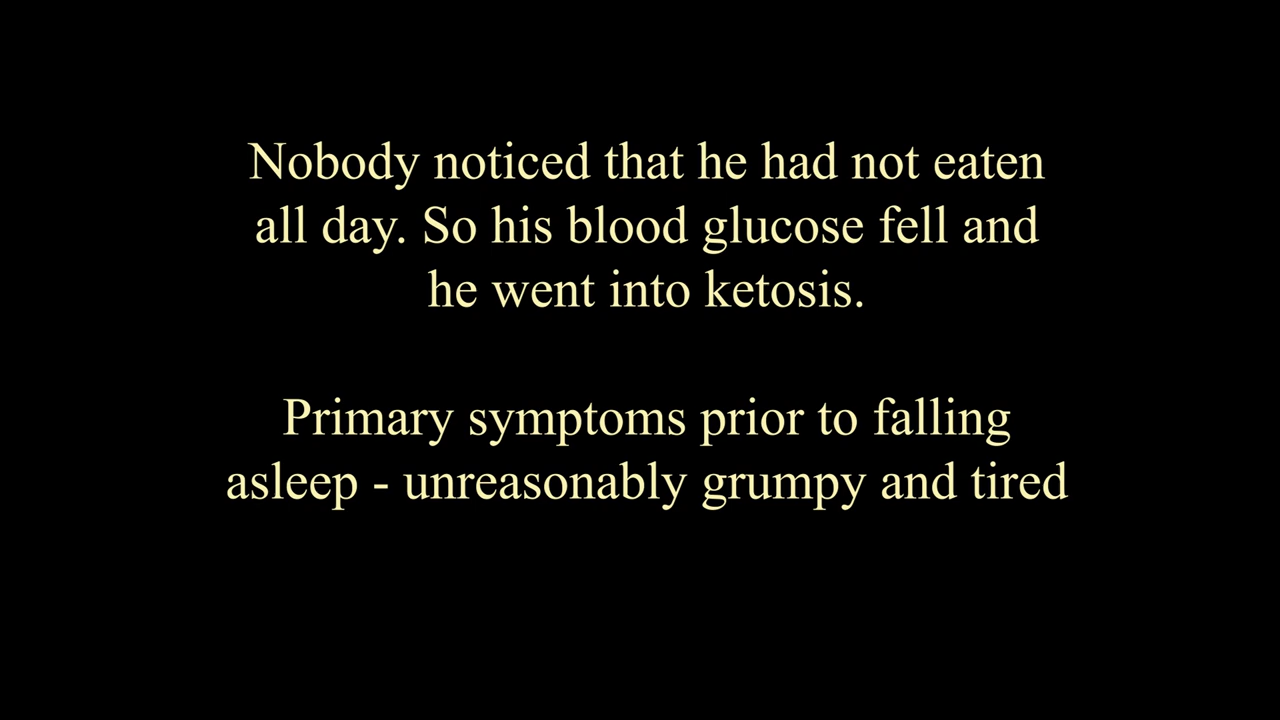 Nobody noticed that he had not eaten
all day. So his blood glucose fell and
he went into ketosis.
Primary symptoms prior to falling
asleep - unreasonably grumpy and tired